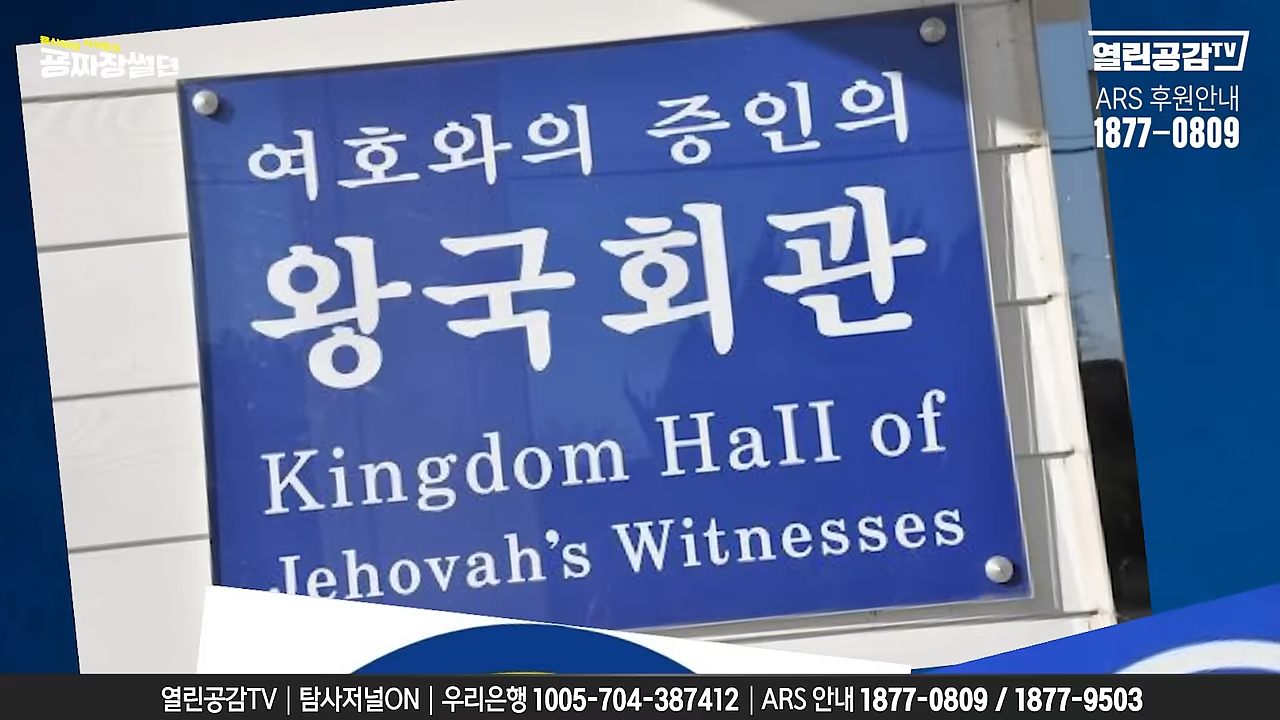 굥짜장썰뎐
열린공감TV
ARS 후원안내
1877-0809
여호와의 증인의
왕국회관
Kingdom Hall of
Jehovah's Witnesses
열린공감TV | 탐사저널ON | 우리은행 1005-704-387412 | ARS 안내 1877-0809 / 1877-9503